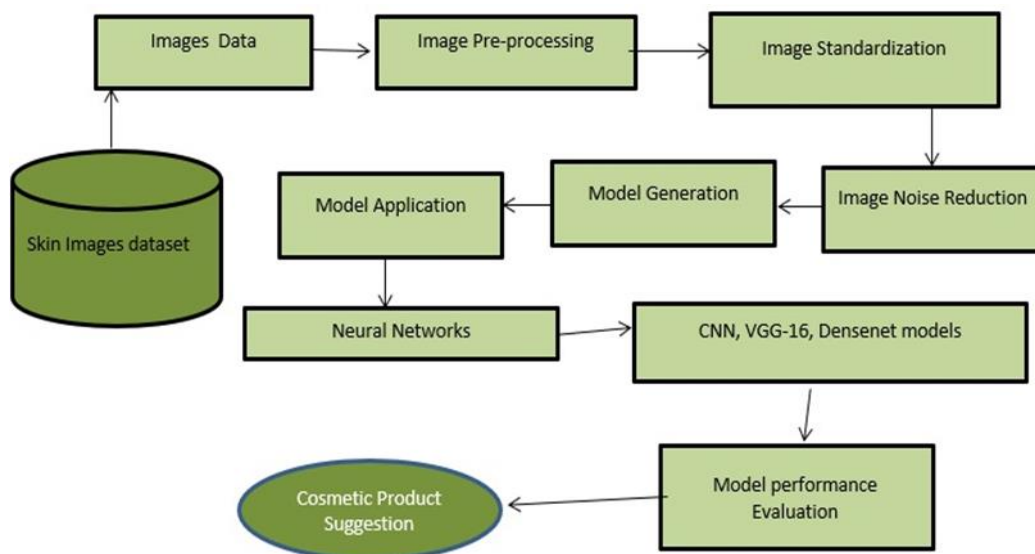 Images Data
Image Pre-processing
Image Standardization
Skin Images dataset
Model Application
Model Generation
Image Noise Reduction
Neural Networks
CNN, VGG-16, Densenet models
Cosmetic Product
Suggestion
Model performance
Evaluation